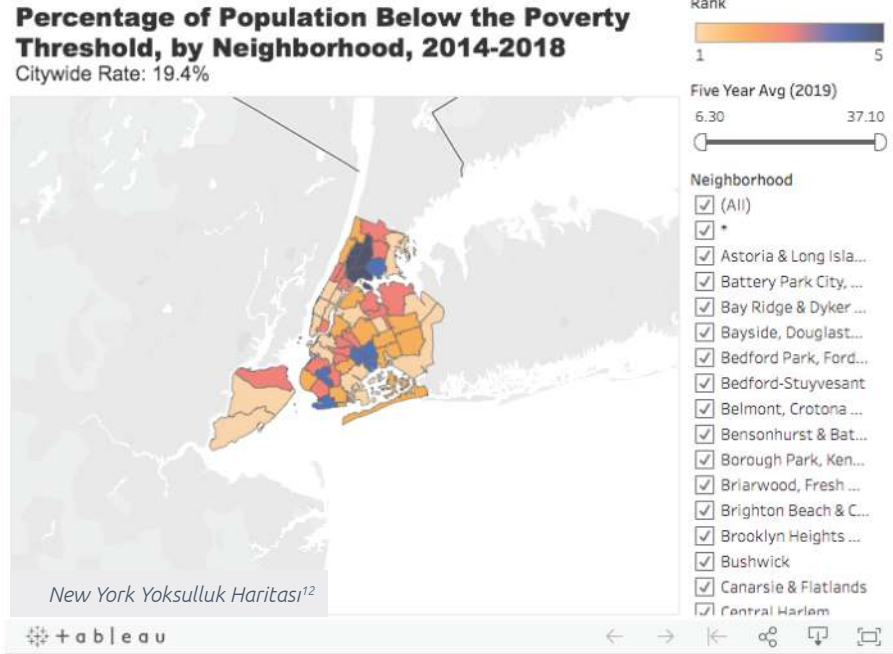 Percentage of Population Below the Poverty
Threshold, by Neighborhood, 2014-2018
Citywide Rate: 19.4%
Rank
1 5
Five Year Avg (2019)
6.30 37.10
Neighborhood
(All)
*
Astoria & Long Isla...
Battery Park City, ...
Bay Ridge & Dyker ...
Bayside, Douglast...
Bedford Park, Ford...
Bedford-Stuyvesant
Belmont, Crotona ...
Bensonhurst & Bat...
Borough Park, Ken...
Briarwood, Fresh ...
Brighton Beach & C...
Brooklyn Heights ...
Bushwick
Canarsie & Flatlands
Central Harlem
New York Yoksulluk Haritası¹²
+ableau